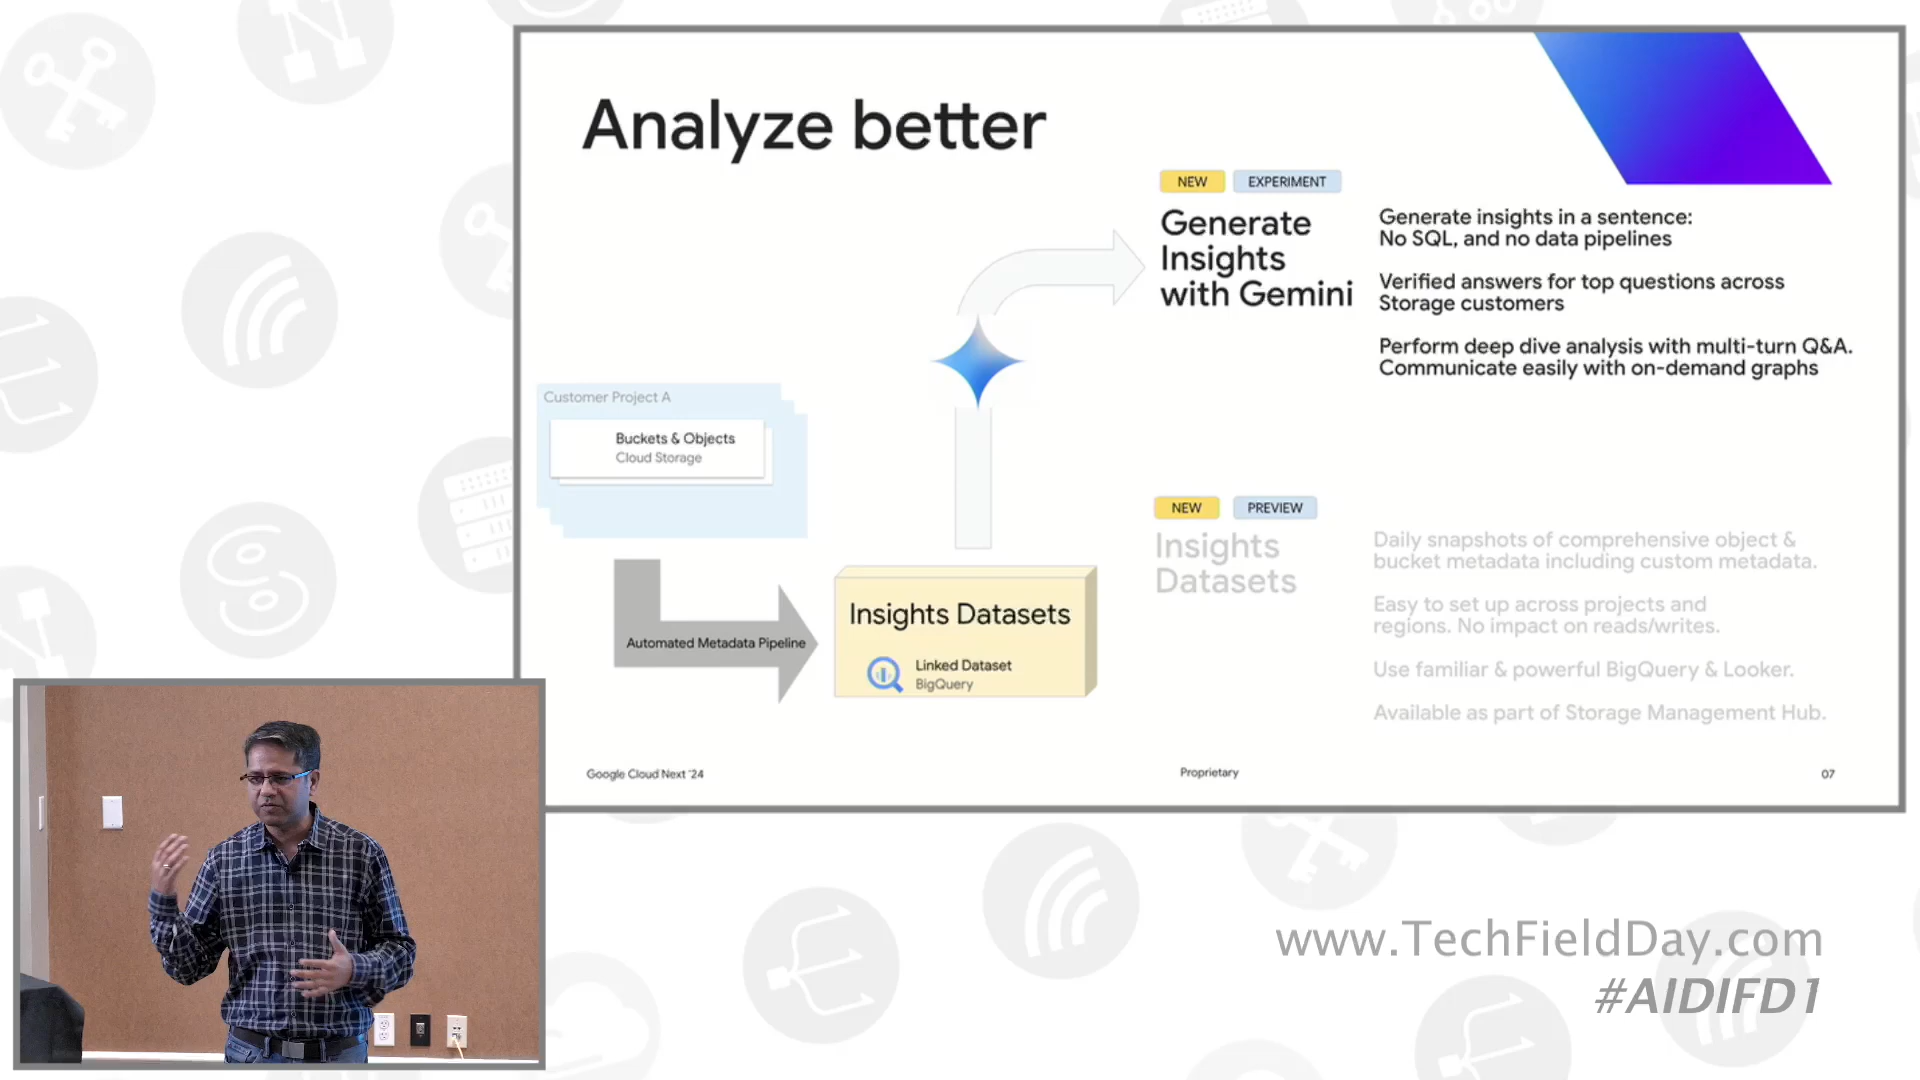 Analyze better
NEW
EXPERIMENT
Generate
Insights
with Gemini
Generate insights in a sentence:
No SQL, and no data pipelines
Verified answers for top questions across
Storage customers
Perform deep dive analysis with multi-turn Q&A.
Communicate easily with on-demand graphs
Customer Project A
Buckets & Objects
Cloud Storage
Automated Metadata Pipeline
Insights Datasets
Linked Dataset
BigQuery
NEW
PREVIEW
Insights
Datasets
Daily snapshots of comprehensive object &
bucket metadata including custom metadata.
Easy to set up across projects and
regions. No impact on reads/writes.
Use familiar & powerful BigQuery & Looker.
Available as part of Storage Management Hub.
Google Cloud Next '24
Proprietary
07
www.TechFieldDay.com
#AIDIFD1